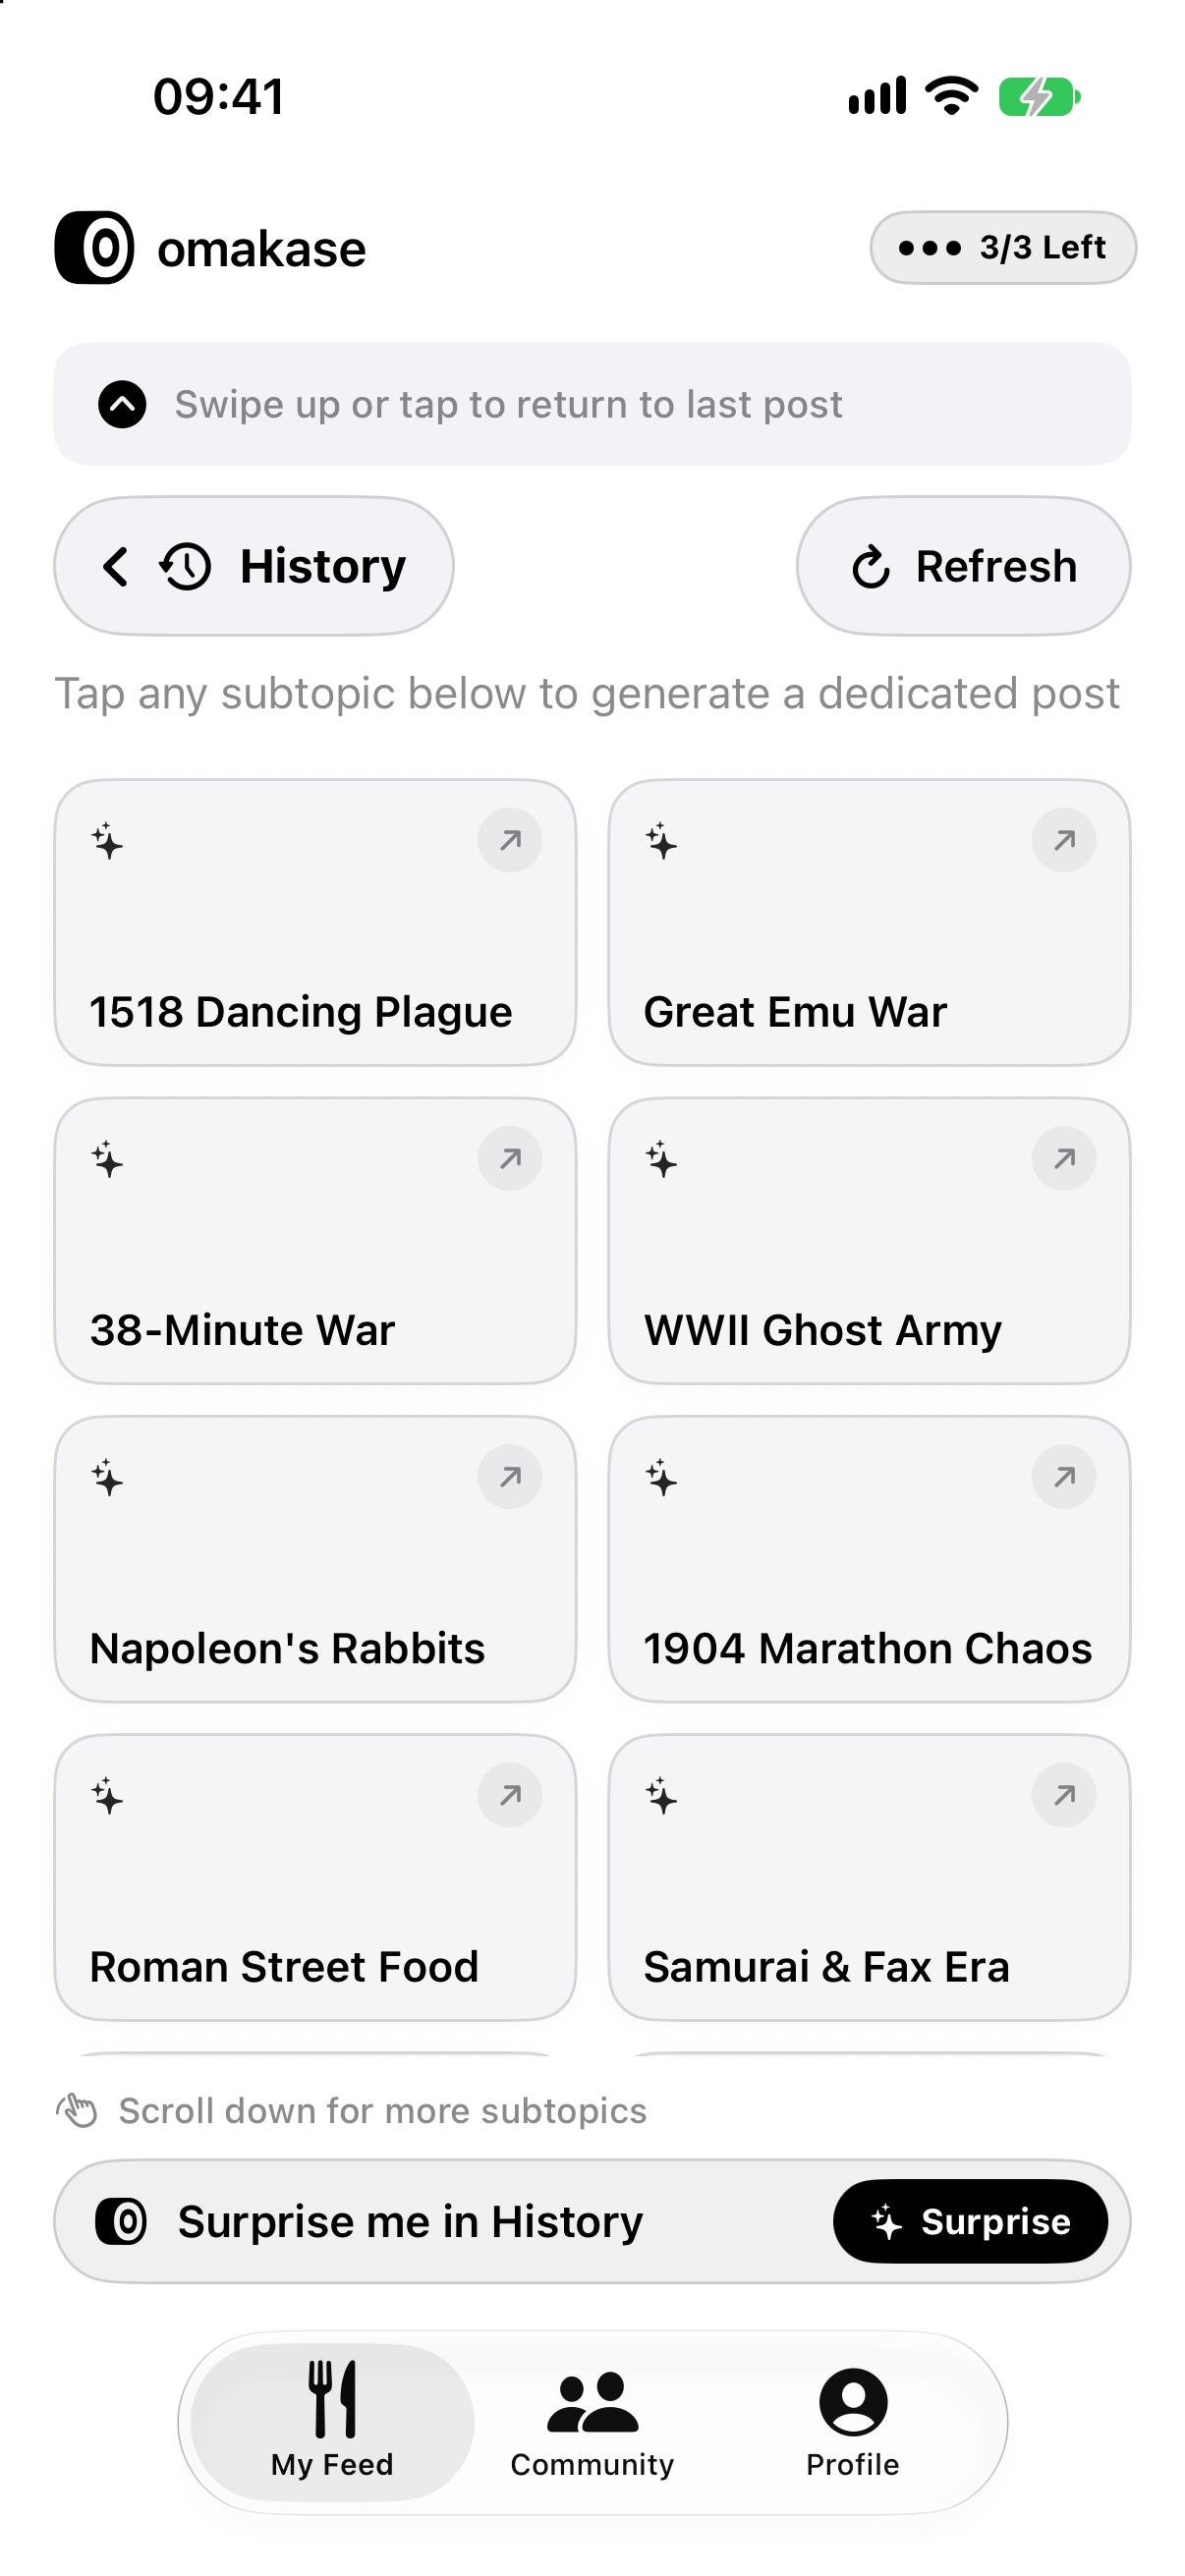 09:41
omakase
3/3 Left
Swipe up or tap to return to last post
History
Refresh
Tap any subtopic below to generate a dedicated post
1518 Dancing Plague
Great Emu War
38-Minute War
WWII Ghost Army
Napoleon's Rabbits
1904 Marathon Chaos
Roman Street Food
Samurai & Fax Era
Scroll down for more subtopics
Surprise me in History
Surprise
My Feed
Community
Profile